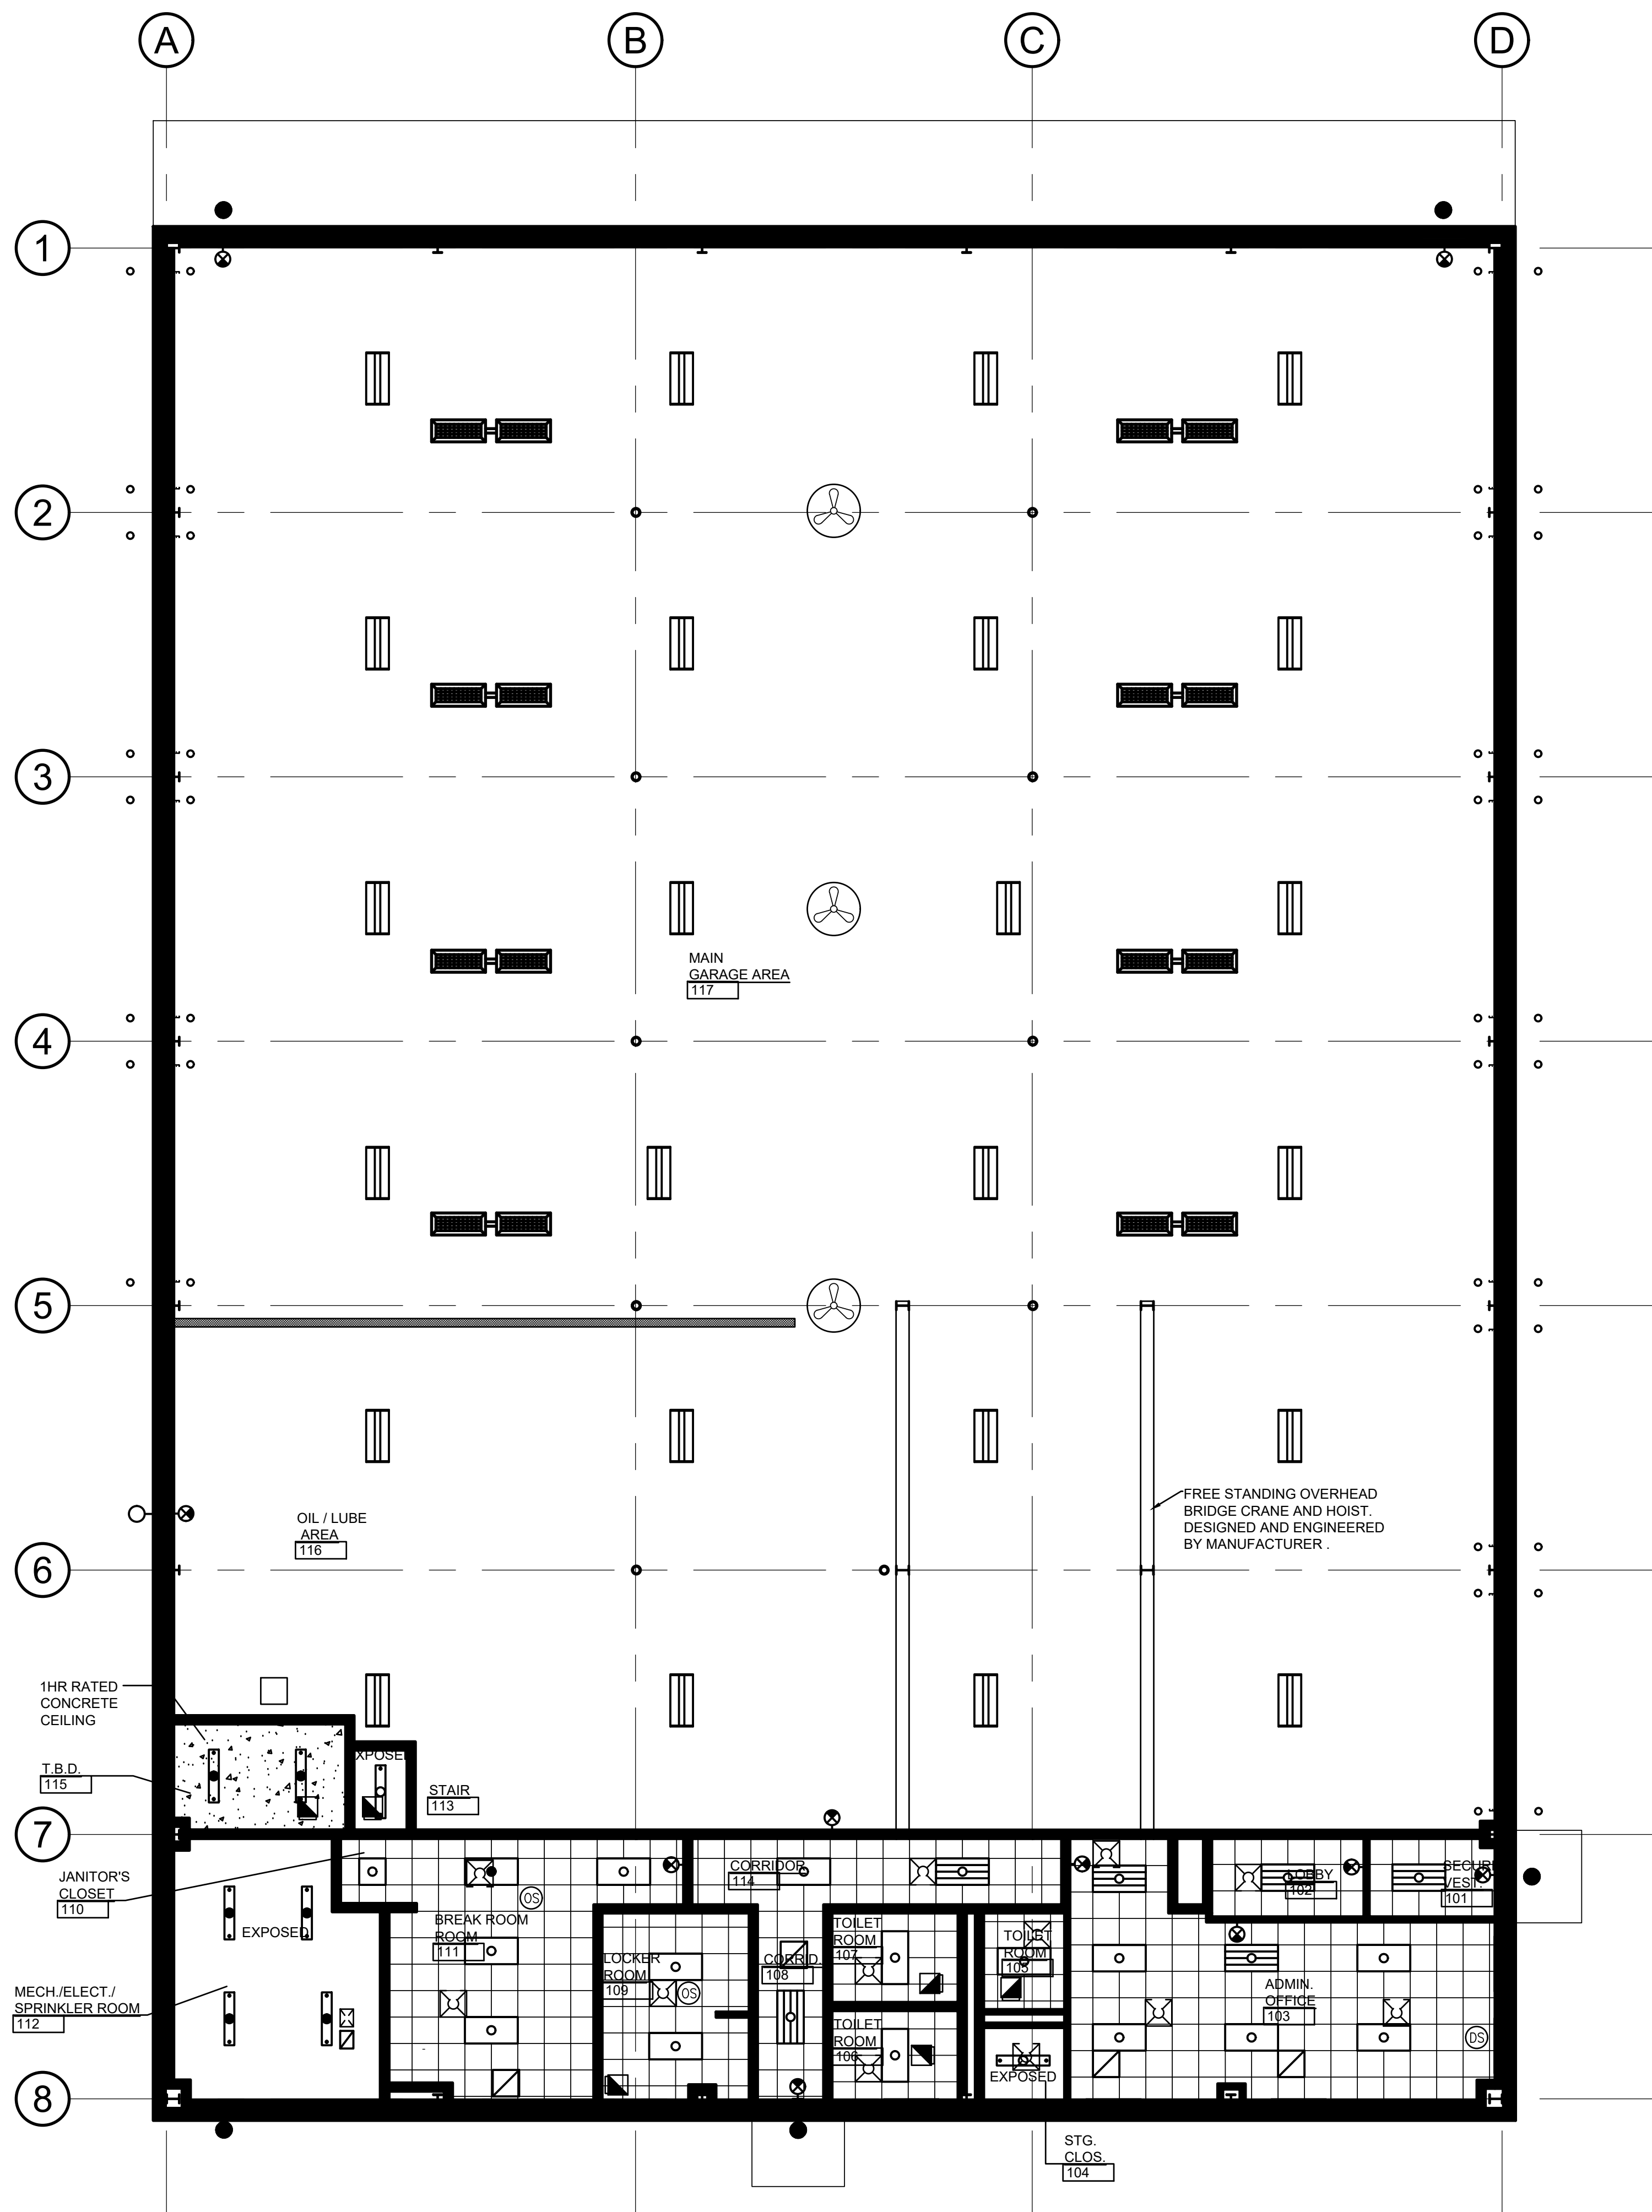 A
B
C
D
1
2
3
MAIN
GARAGE AREA
117
4
5
FREE STANDING OVERHEAD
BRIDGE CRANE AND HOIST.
DESIGNED AND ENGINEERED
BY MANUFACTURER .
OIL / LUBE
AREA
116
6
1HR RATED
CONCRETE
CEILING
T.B.D.
115
XPOSE
STAIR
113
7
JANITOR'S
CLOSET
110
CORRIDOR
114
LOBBY
102
SECURE
VEST.
101
OS
EXPOSED
BREAK ROOM
ROOM
111
LOCKER
ROOM
109
OS
CORRID.
108
TOILET
ROOM
107
TOILET
ROOM
105
ADMIN.
OFFICE
103
MECH./ELECT./
SPRINKLER ROOM
112
TOILET
ROOM
106
DS
EXPOSED
8
STG.
CLOS.
104